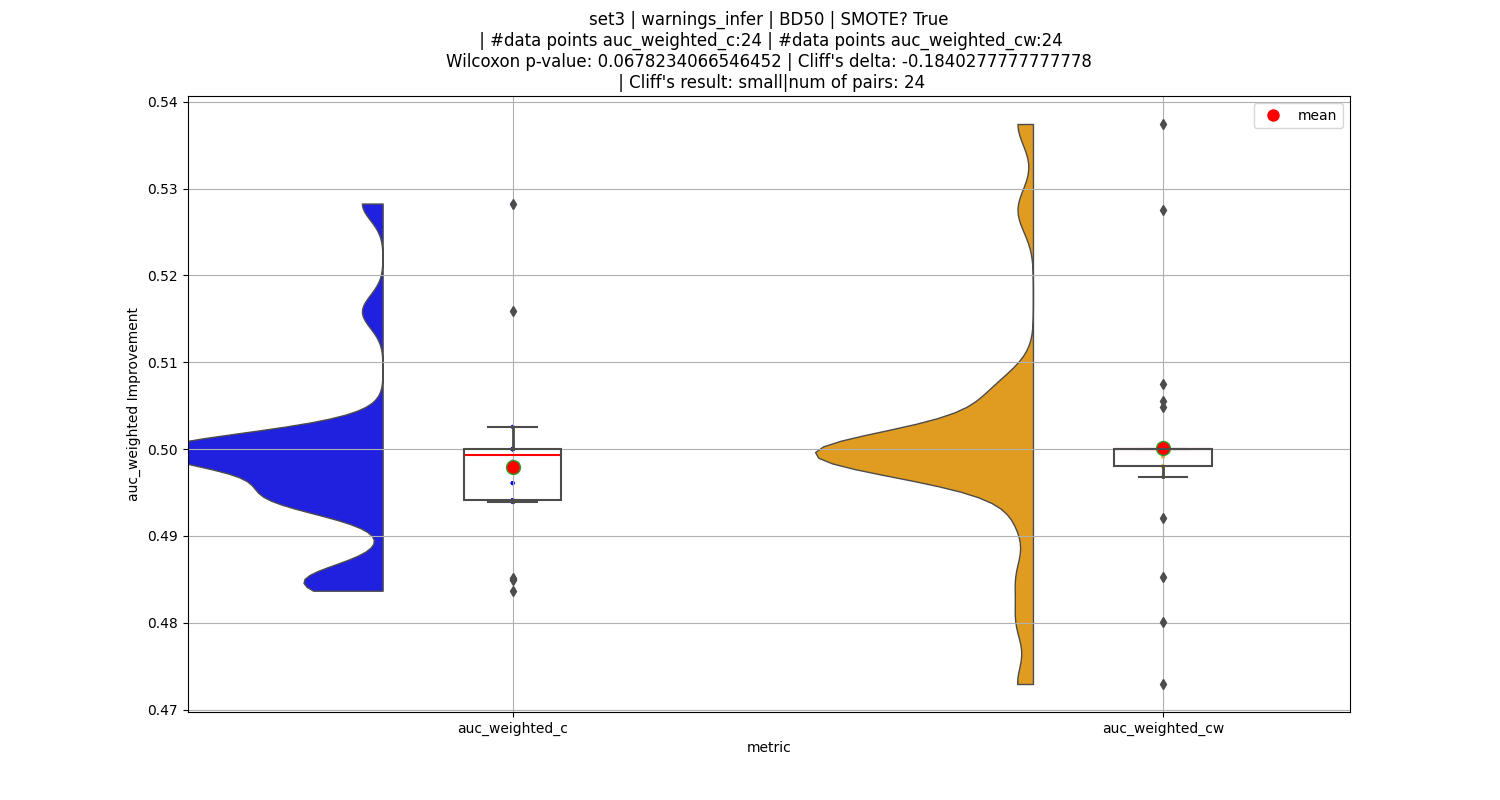 set3 | warnings_infer | BD50 | SMOTE? True
| #data points auc_weighted_c:24 | #data points auc_weighted_cw:24
Wilcoxon p-value: 0.0678234066546452 | Cliff's delta: -0.1840277777777778
| Cliff's result: small|num of pairs: 24
mean
0.54
0.53
0.52
0.51
0.50
0.49
0.48
0.47
auc_weighted Improvement
auc_weighted_c
auc_weighted_cw
metric